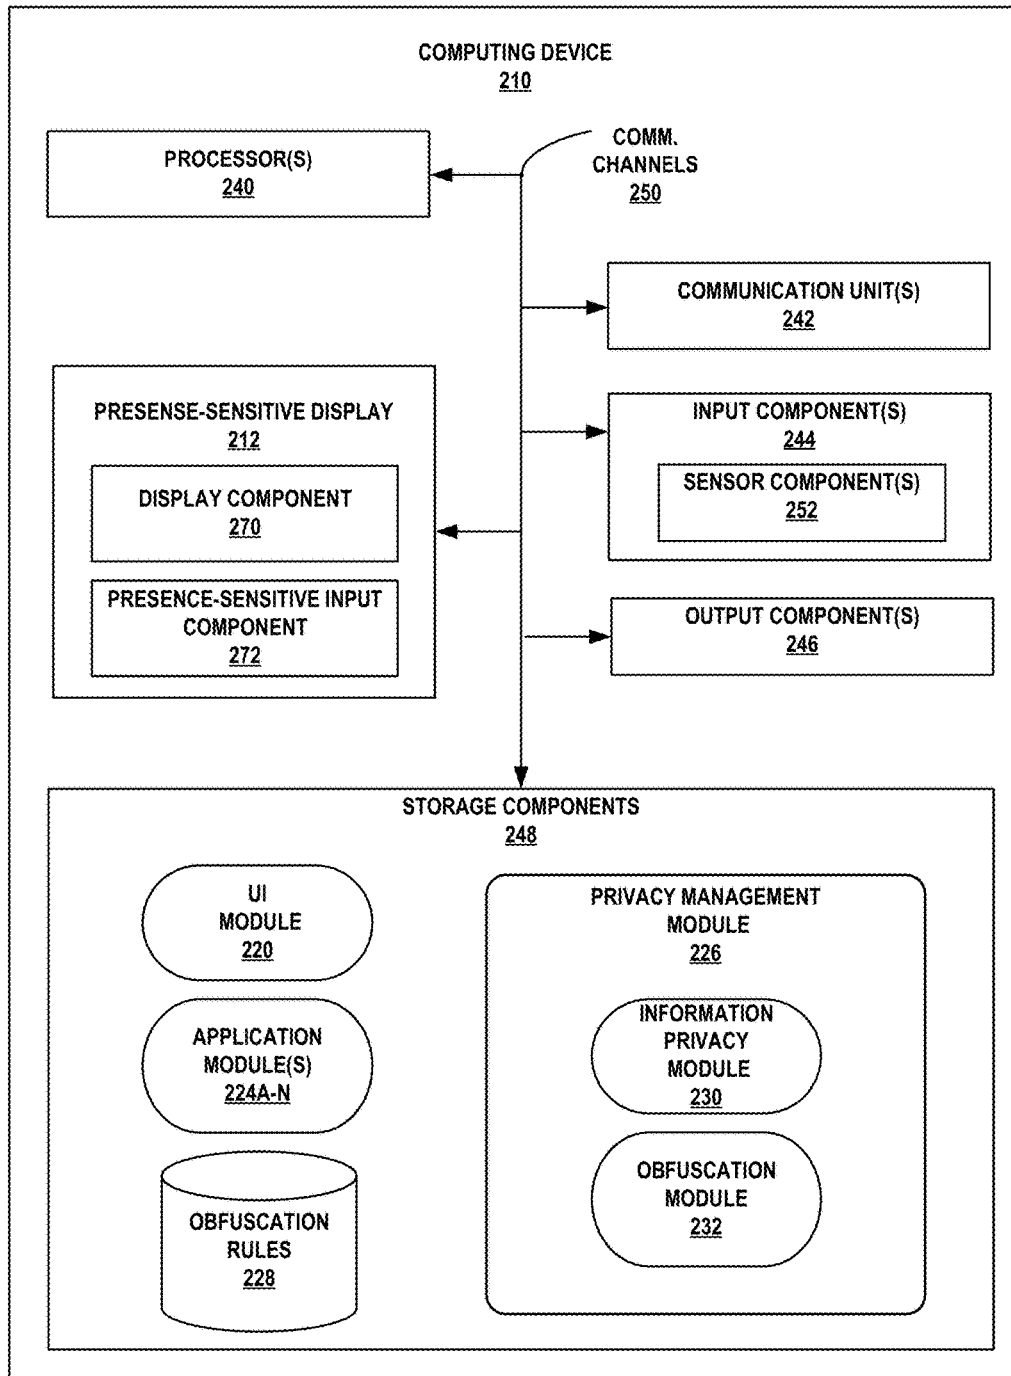 COMPUTING DEVICE
210
PROCESSOR(S)
240
COMM.
CHANNELS
250
COMMUNICATION UNIT(S)
242
PRESENSE-SENSITIVE DISPLAY
212
DISPLAY COMPONENT
270
PRESENCE-SENSITIVE INPUT
COMPONENT
272
INPUT COMPONENT(S)
244
SENSOR COMPONENT(S)
252
OUTPUT COMPONENT(S)
246
STORAGE COMPONENTS
248
UI
MODULE
220
APPLICATION
MODULE(S)
224A-N
OBFUSCATION
RULES
228
PRIVACY MANAGEMENT
MODULE
226
INFORMATION
PRIVACY
MODULE
230
OBFUSCATION
MODULE
232